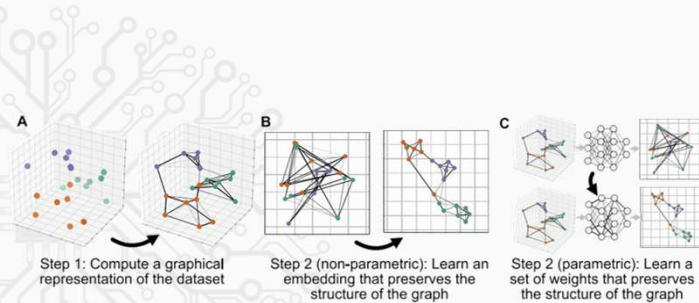 A
B
C
Step 1: Compute a graphical
representation of the dataset
Step 2 (non-parametric): Learn an
embedding that preserves the
structure of the graph
Step 2 (parametric): Learn a
set of weights that preserves
the structure of the graph